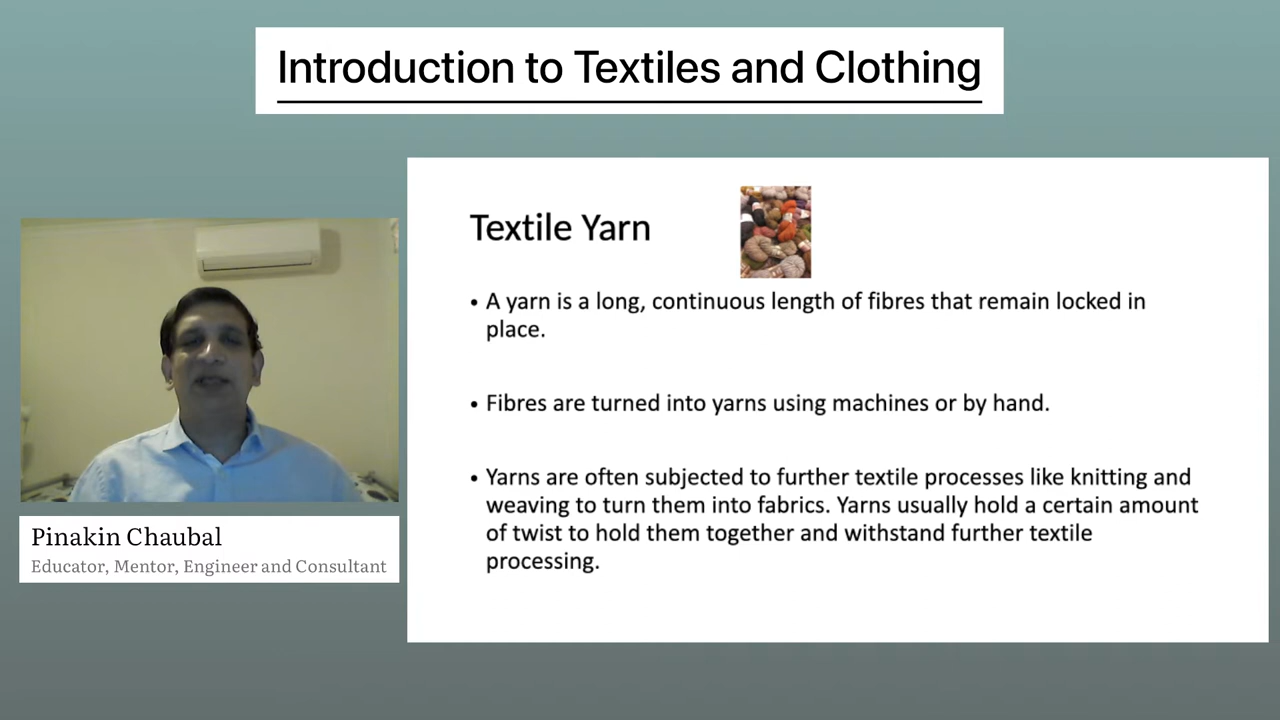 Introduction to Textiles and Clothing
Textile Yarn
• A yarn is a long, continuous length of fibres that remain locked in
place.
• Fibres are turned into yarns using machines or by hand.
• Yarns are often subjected to further textile processes like knitting and
weaving to turn them into fabrics. Yarns usually hold a certain amount
of twist to hold them together and withstand further textile
processing.
Pinakin Chaubal
Educator, Mentor, Engineer and Consultant